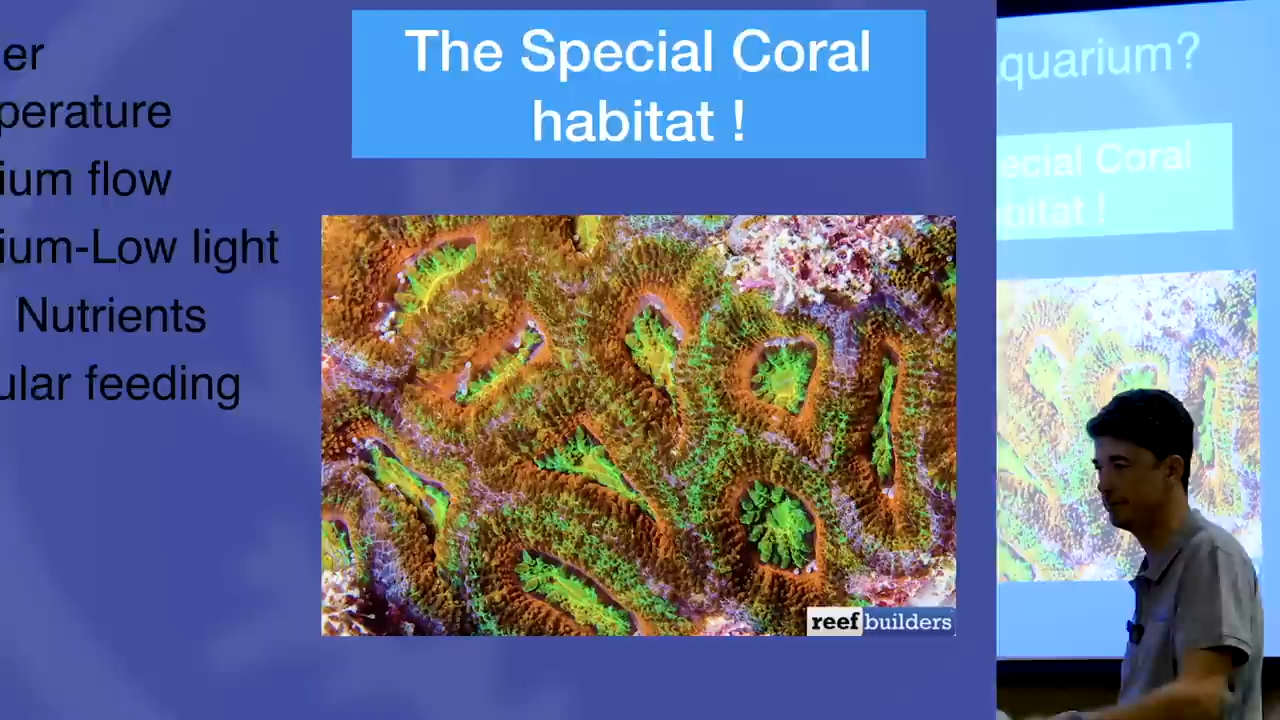 er
perature
ium flow
ium-Low light
Nutrients
ular feeding
The Special Coral
habitat !
reefbuilders
quarium?
ecial Coral
bitat !